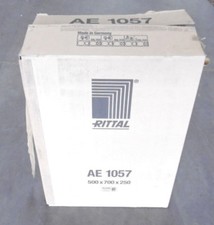 AE 1057
Made in Germany
RITTAL
AE 1057
500 x 700 x 250